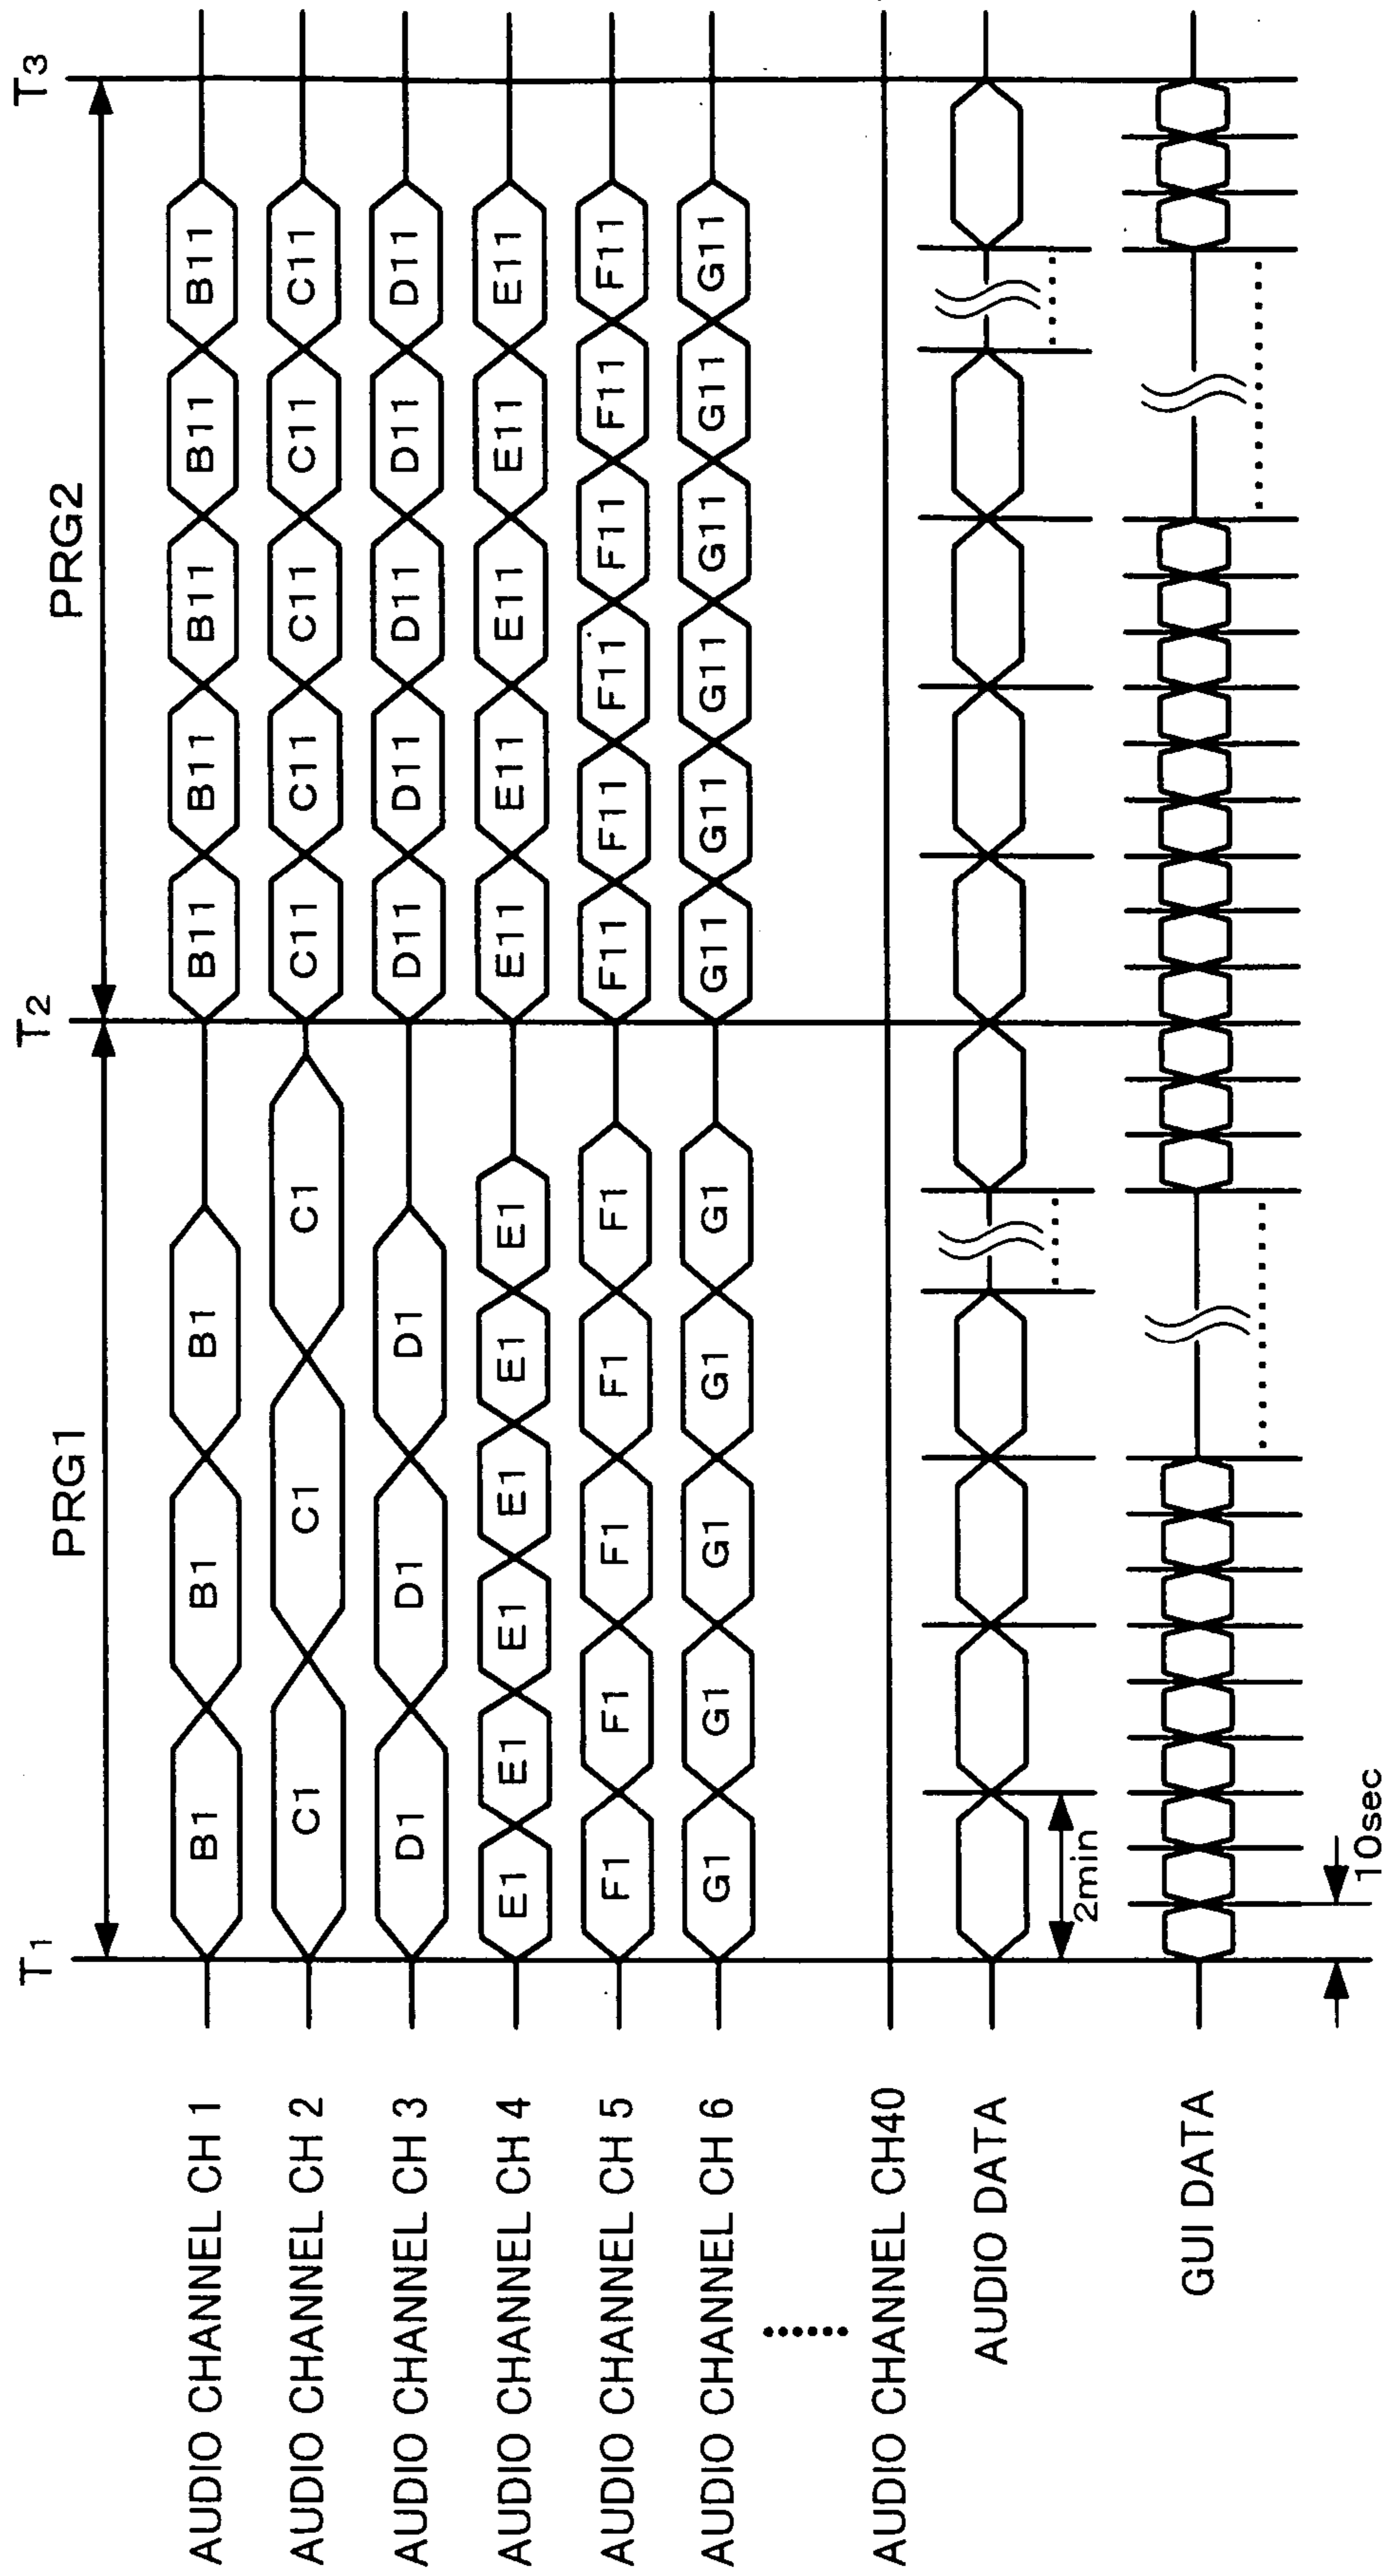 T1 T2 T3
PRG1 PRG2
AUDIO CHANNEL CH 1 B1 B1 B1 B11 B11 B11 B11 B11
AUDIO CHANNEL CH 2 C1 C1 C1 C11 C11 C11 C11 C11
AUDIO CHANNEL CH 3 D1 D1 D1 D11 D11 D11 D11 D11
AUDIO CHANNEL CH 4 E1 E1 E1 E1 E1 E1 E11 E11 E11 E11 E11
AUDIO CHANNEL CH 5 F1 F1 F1 F1 F1 F11 F11 F11 F11 F11 F11
AUDIO CHANNEL CH 6 G1 G1 G1 G1 G1 G11 G11 G11 G11 G11 G11
AUDIO CHANNEL CH40
AUDIO DATA
2min
GUI DATA
10sec